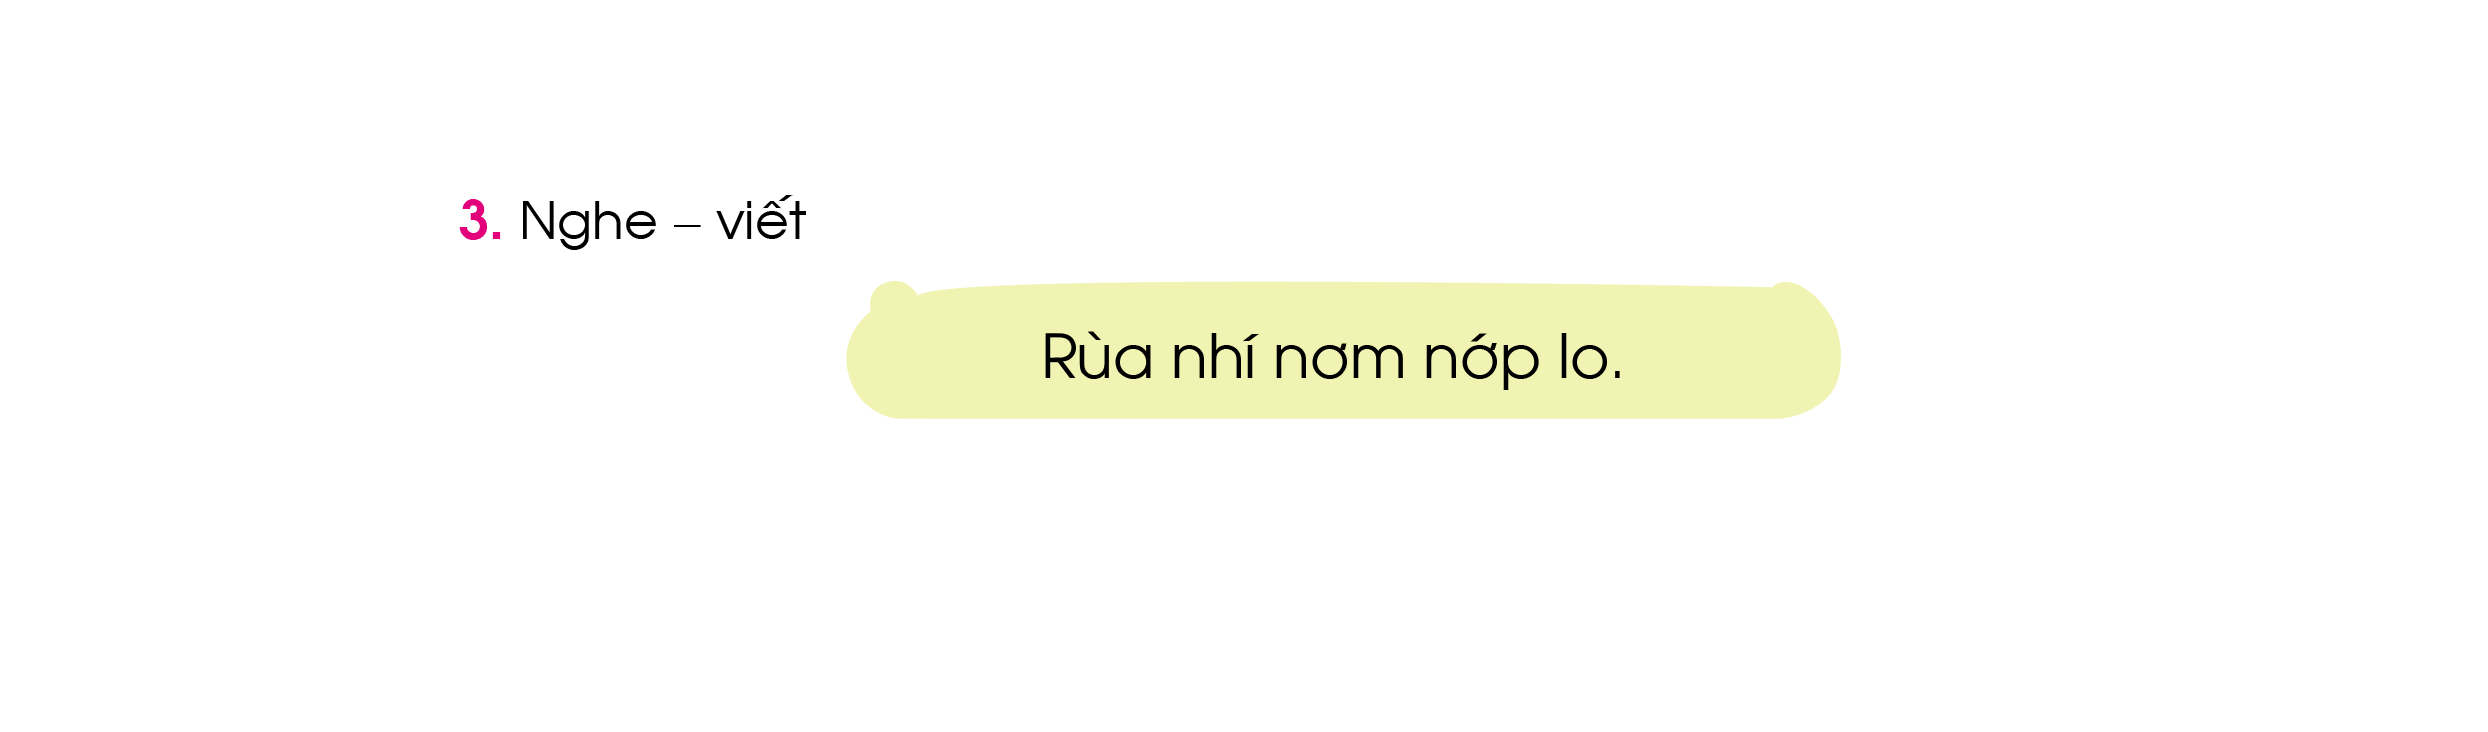 3. Nghe – viết
Rùa nhí nơm nớp lo.